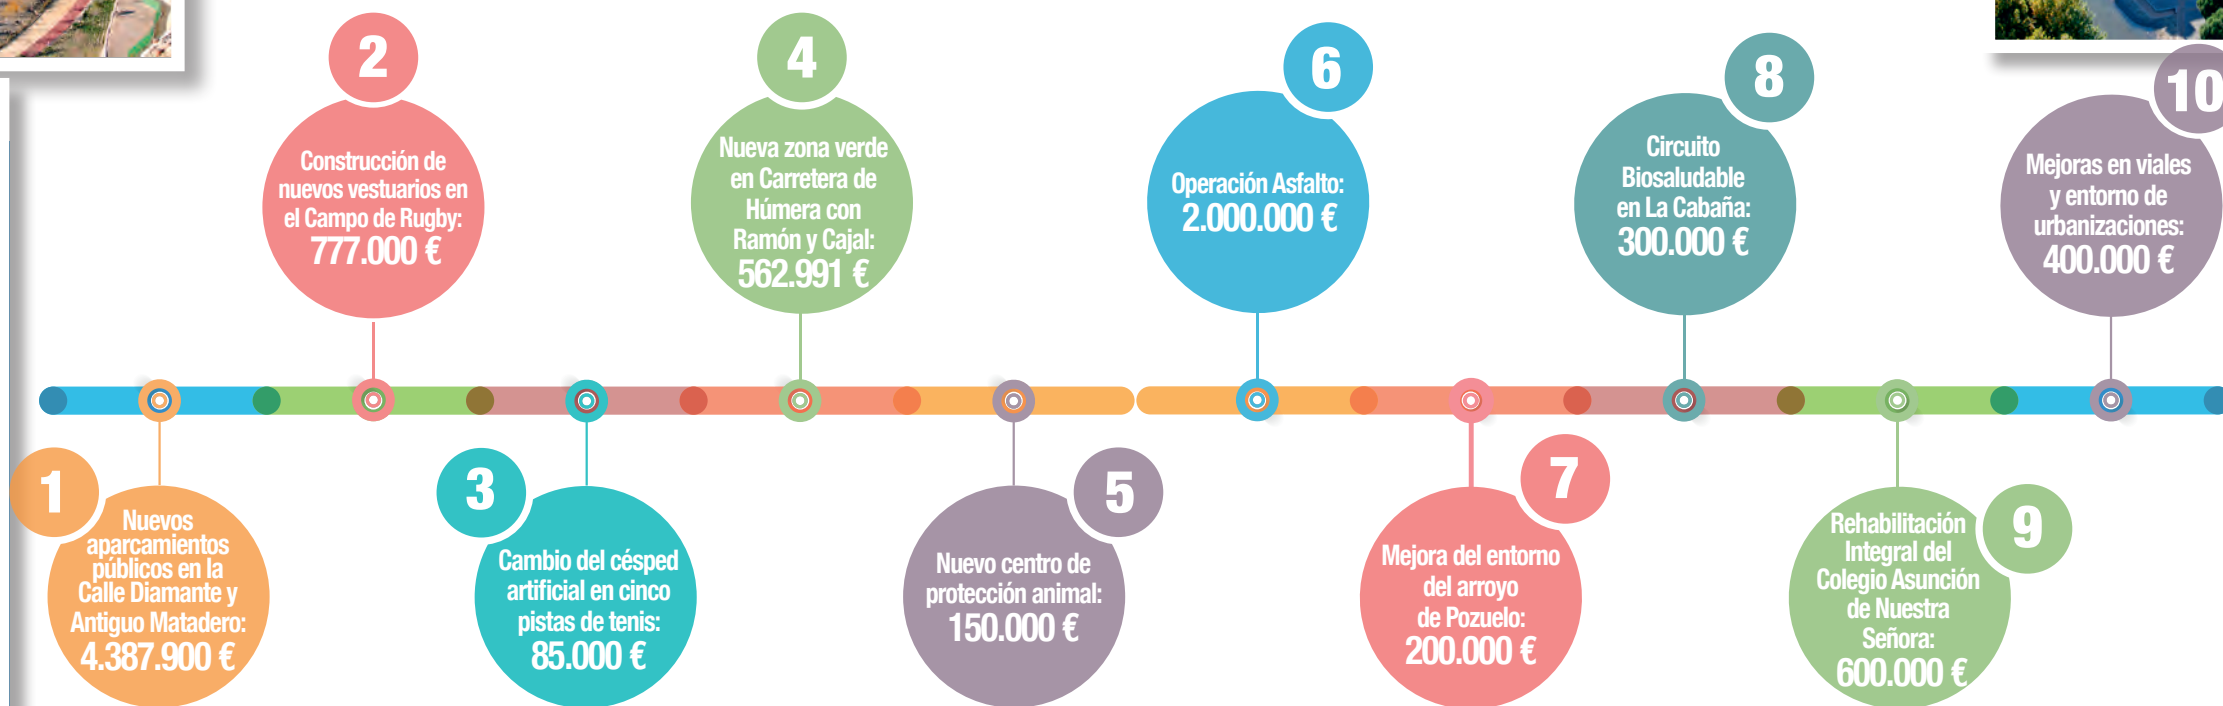 1
Nuevos
aparcamientos
públicos en la
Calle Diamante y
Antiguo Matadero:
4.387.900 €
2
Construcción de
nuevos vestuarios en
el Campo de Rugby:
777.000 €
3
Cambio del césped
artificial en cinco
pistas de tenis:
85.000 €
4
Nueva zona verde
en Carretera de
Húmera con
Ramón y Cajal:
562.991 €
5
Nuevo centro de
protección animal:
150.000 €
6
Operación Asfalto:
2.000.000 €
7
Mejora del entorno
del arroyo
de Pozuelo:
200.000 €
8
Circuito
Biosaludable
en La Cabaña:
300.000 €
9
Rehabilitación
Integral del
Colegio Asunción
de Nuestra
Señora:
600.000 €
10
Mejoras en viales
y entorno de
urbanizaciones:
400.000 €